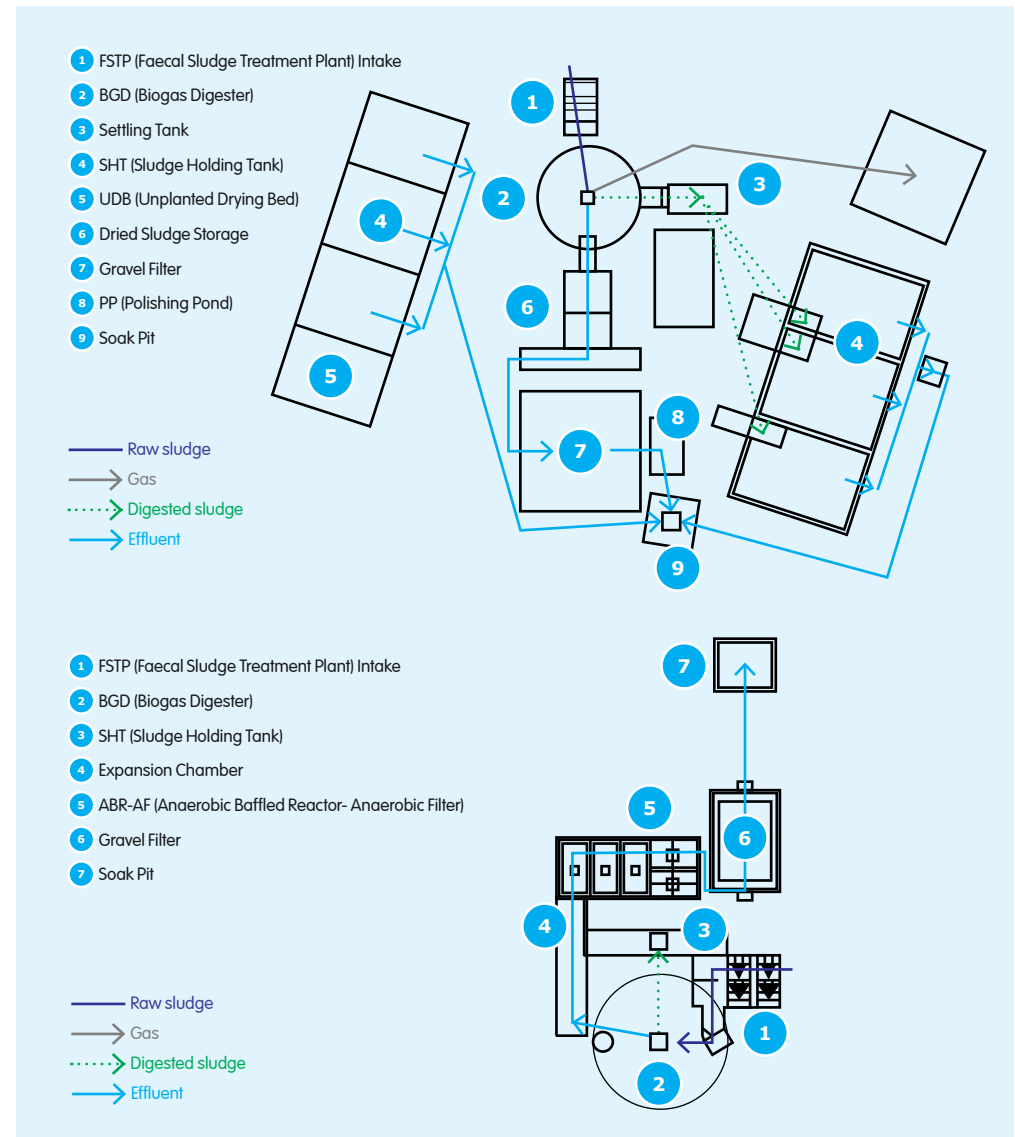 1 FSTP (Faecal Sludge Treatment Plant) Intake
2 BGD (Biogas Digester)
3 Settling Tank
4 SHT (Sludge Holding Tank)
5 UDB (Unplanted Drying Bed)
6 Dried Sludge Storage
7 Gravel Filter
8 PP (Polishing Pond)
9 Soak Pit
Raw sludge
Gas
Digested sludge
Effluent
1
2
3
4
4
6
5
8
7
9
1 FSTP (Faecal Sludge Treatment Plant) Intake
2 BGD (Biogas Digester)
3 SHT (Sludge Holding Tank)
4 Expansion Chamber
5 ABR-AF (Anaerobic Baffled Reactor- Anaerobic Filter)
6 Gravel Filter
7 Soak Pit
Raw sludge
Gas
Digested sludge
Effluent
7
5
6
4
3
1
2